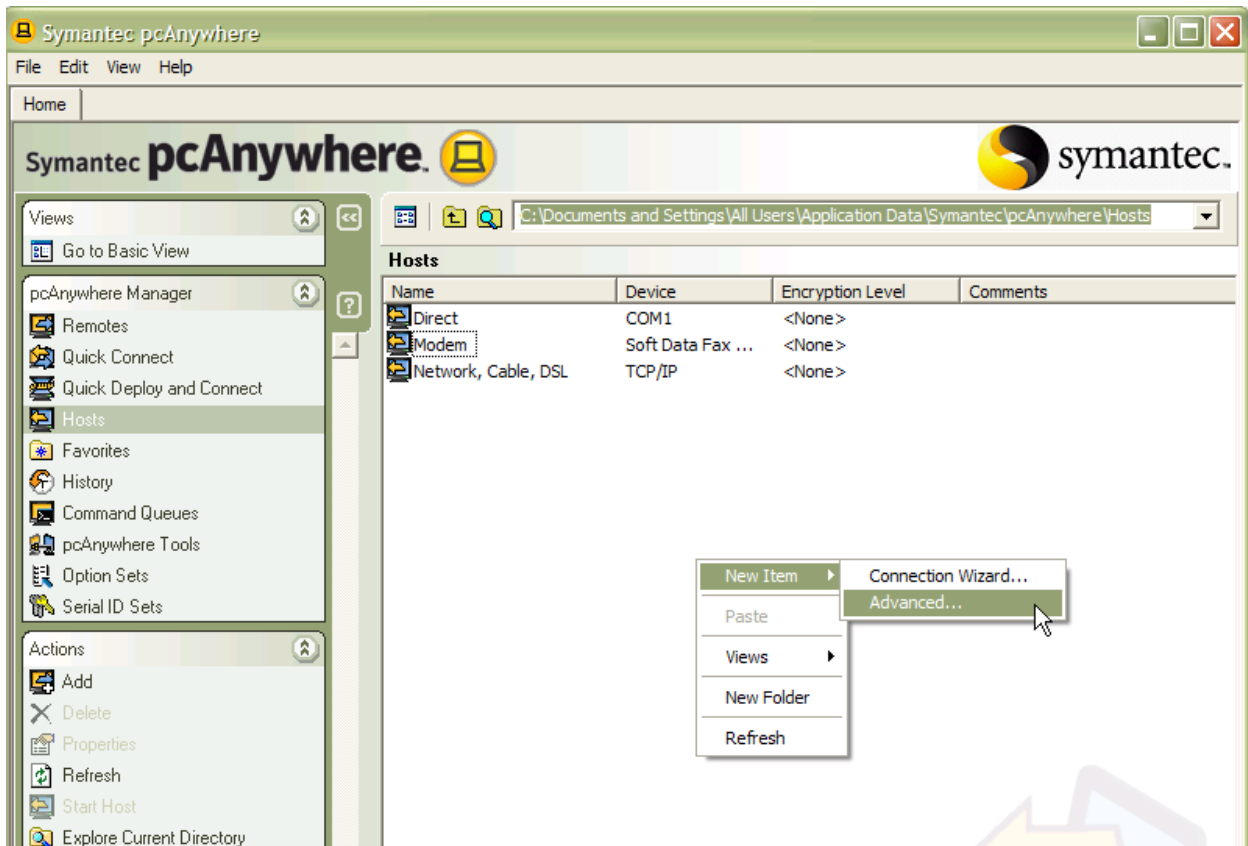 Symantec pcAnywhere
File Edit View Help
Home
Symantec pcAnywhere.
symantec.
Views
C:\Documents and Settings\All Users\Application Data\Symantec\pcAnywhere\Hosts
Go to Basic View
Hosts
pcAnywhere Manager
Remotes
Quick Connect
Quick Deploy and Connect
Hosts
Favorites
History
Command Queues
pcAnywhere Tools
Option Sets
Serial ID Sets
Actions
Add
Delete
Properties
Refresh
Start Host
Explore Current Directory
Name Device Encryption Level Comments
Direct COM1 <None>
Modem Soft Data Fax ... <None>
Network, Cable, DSL TCP/IP <None>
New Item
Paste
Views
New Folder
Refresh
Connection Wizard...
Advanced...